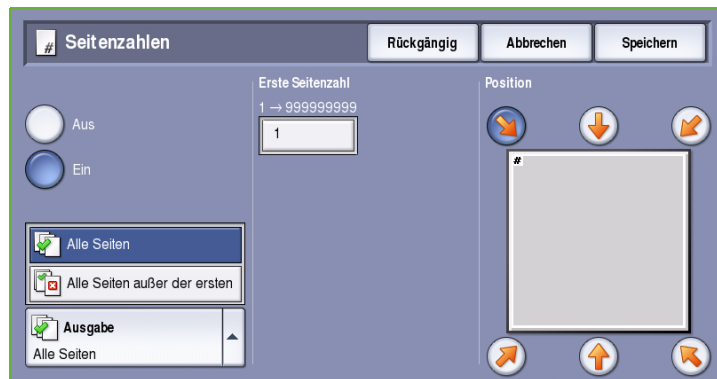 # Seitenzahlen
Rückgängig
Abbrechen
Speichern
Aus
Ein
Erste Seitenzahl
1 → 999999999
1
Position
#
Alle Seiten
Alle Seiten außer der ersten
Ausgabe
Alle Seiten